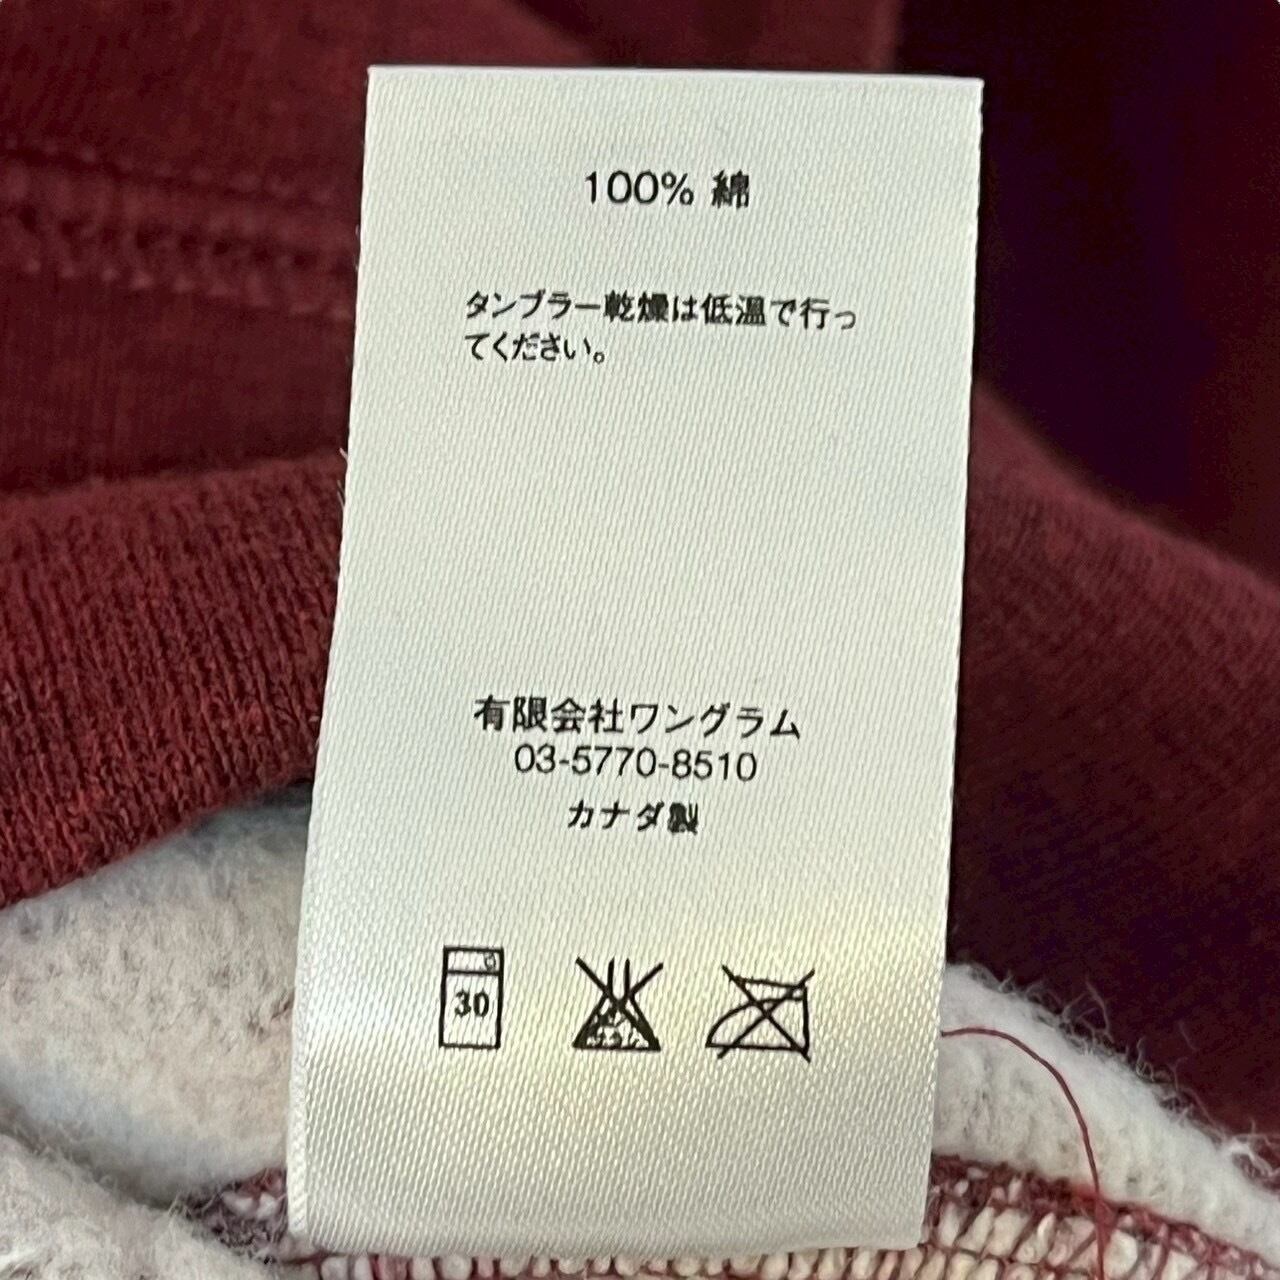 100% 綿
タンブラー乾燥は低温で行っ
てください。
有限会社ワングラム
03-5770-8510
カナダ製
30